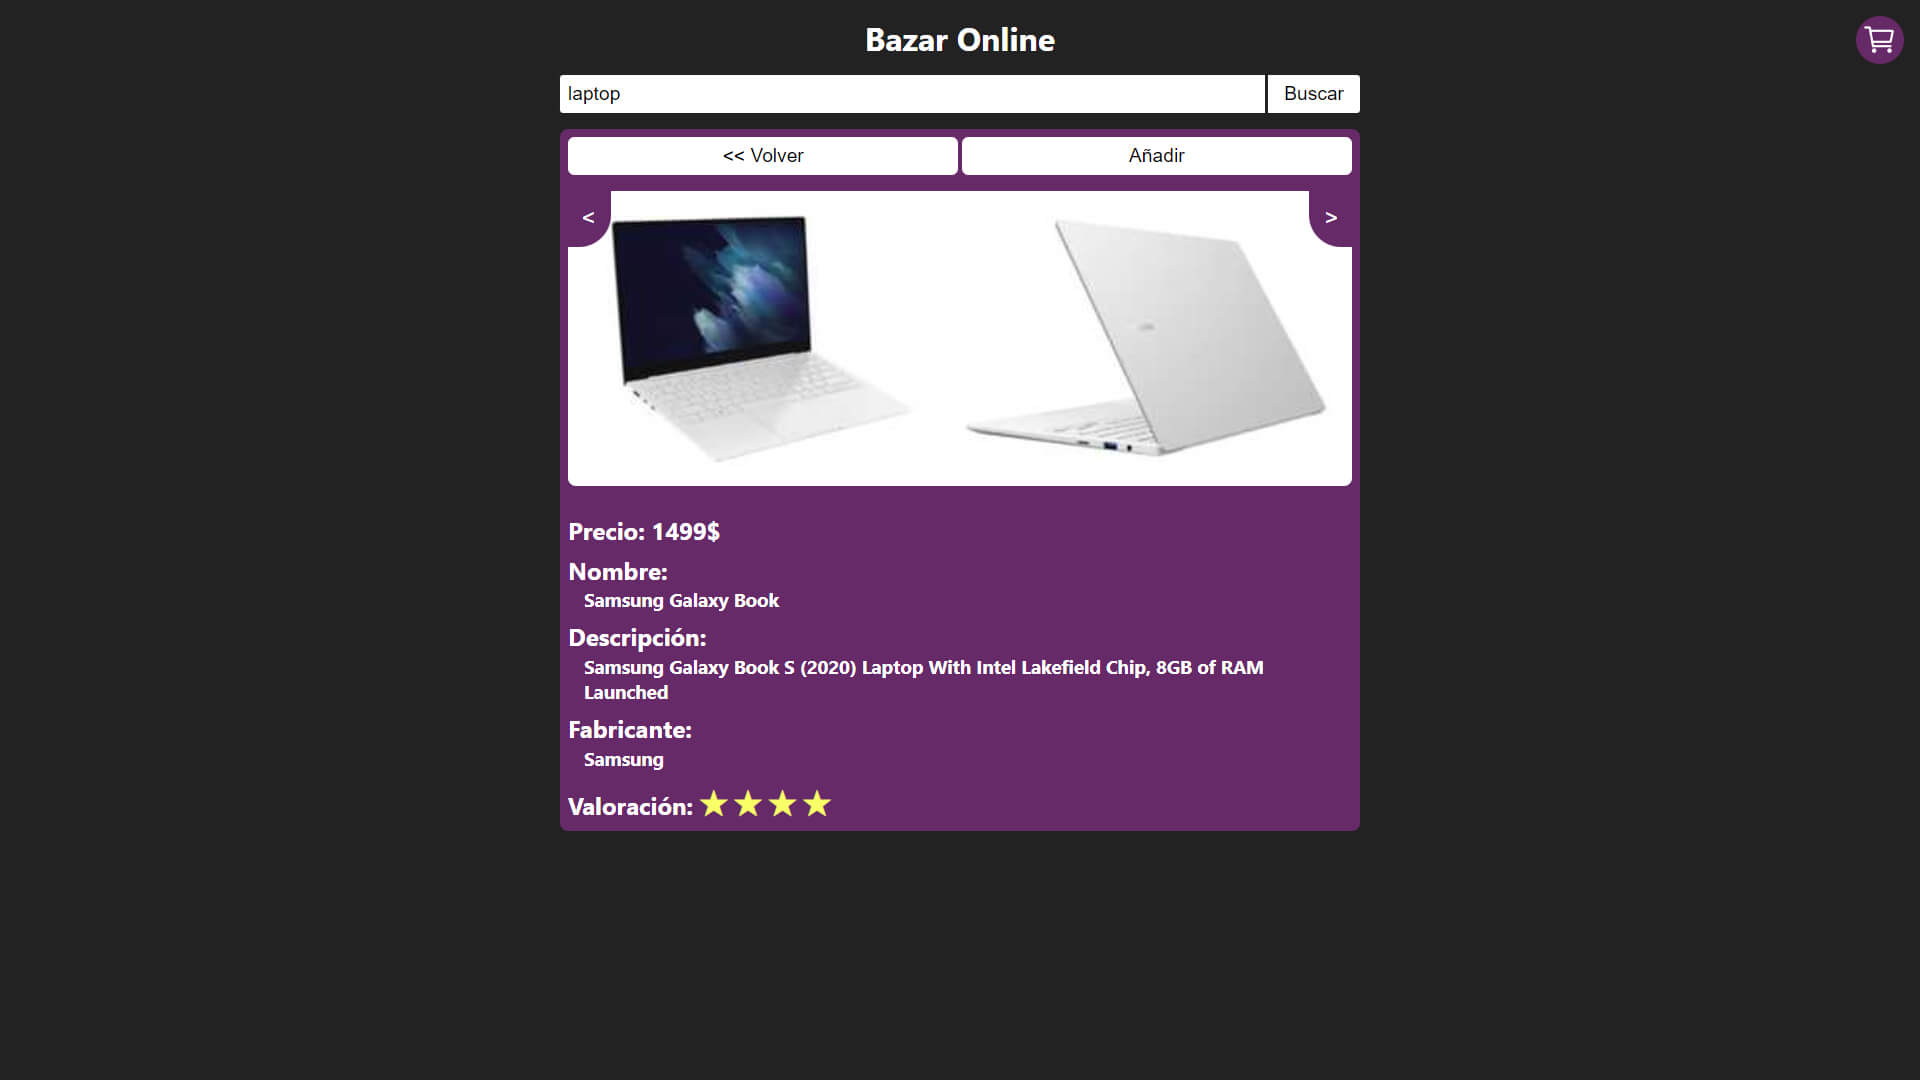 Bazar Online
laptop
Buscar
<< Volver
Añadir
<
>
Precio: 1499$
Nombre:
Samsung Galaxy Book
Descripción:
Samsung Galaxy Book S (2020) Laptop With Intel Lakefield Chip, 8GB of RAM
Launched
Fabricante:
Samsung
Valoración: